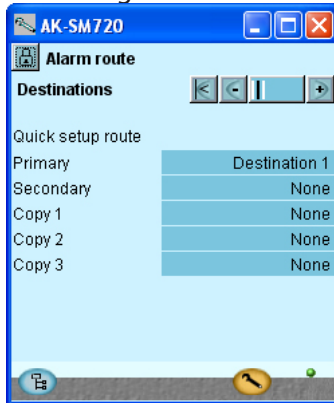 AK-SM720
Alarm route
Destinations
Quick setup route
Primary Destination 1
Secondary None
Copy 1 None
Copy 2 None
Copy 3 None